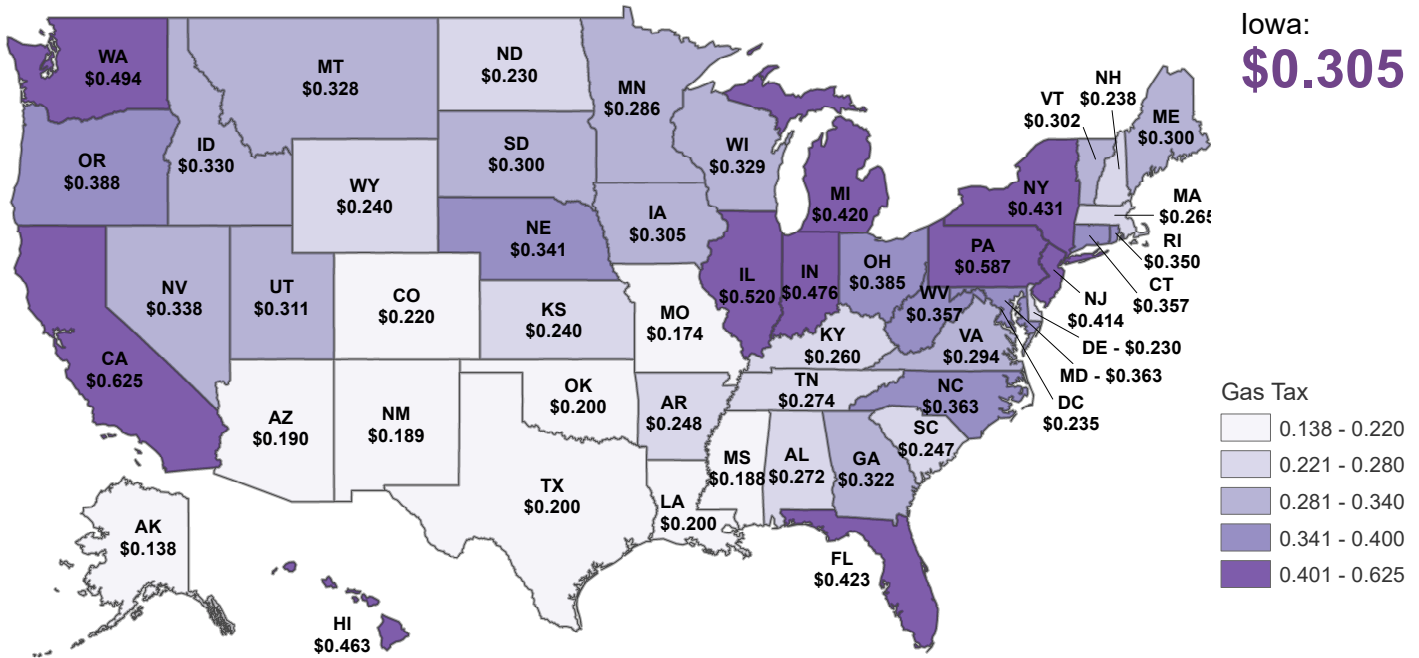 Iowa:
$0.305
WA
$0.494
MT
$0.328
ND
$0.230
MN
$0.286
OR
$0.388
ID
$0.330
WY
$0.240
SD
$0.300
WI
$0.329
MI
$0.420
NY
$0.431
VT
$0.302
NH
$0.238
ME
$0.300
MA
$0.265
RI
$0.350
CT
$0.357
NJ
$0.414
DE - $0.230
MD - $0.363
DC
$0.235
NE
$0.341
IA
$0.305
NV
$0.338
UT
$0.311
CO
$0.220
KS
$0.240
MO
$0.174
IL
$0.520
IN
$0.476
OH
$0.385
PA
$0.587
WV
$0.357
KY
$0.260
VA
$0.294
CA
$0.625
AZ
$0.190
NM
$0.189
OK
$0.200
AR
$0.248
TN
$0.274
NC
$0.363
SC
$0.247
TX
$0.200
LA
$0.200
MS
$0.188
AL
$0.272
GA
$0.322
FL
$0.423
AK
$0.138
HI
$0.463
Gas Tax
0.138 - 0.220
0.221 - 0.280
0.281 - 0.340
0.341 - 0.400
0.401 - 0.625